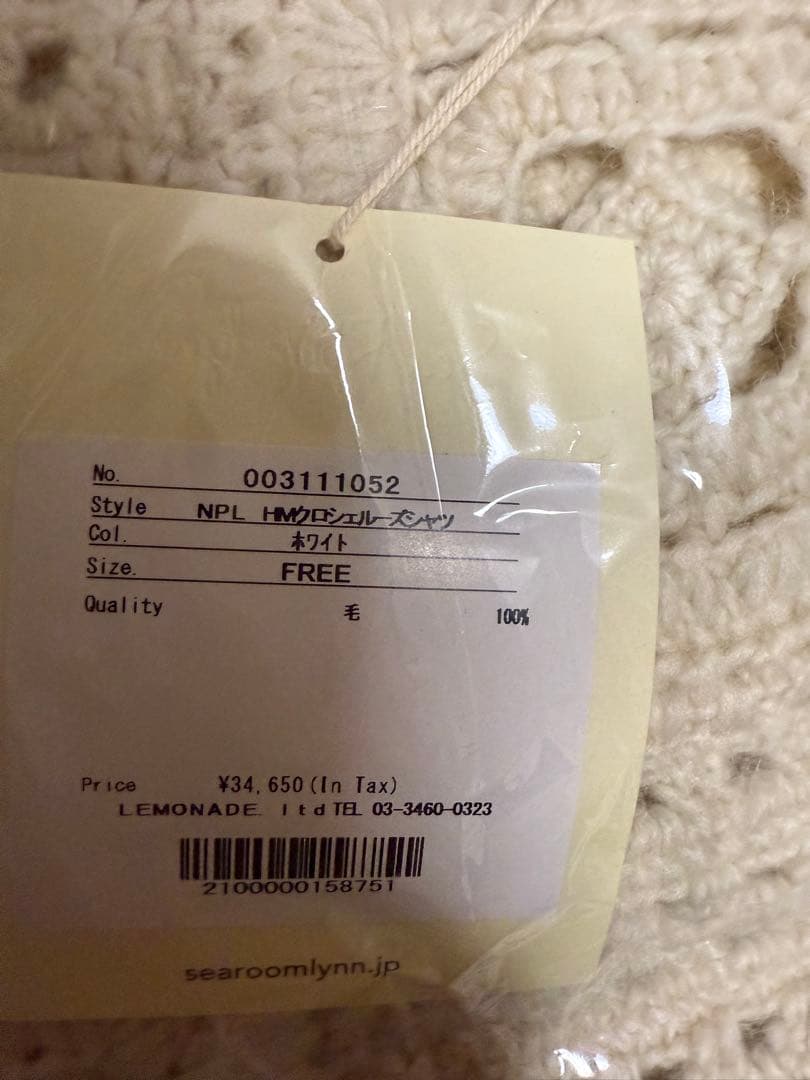 No. 003111052
Style NPL HMクロシェルーズシャツ
Col. ホワイト
Size. FREE
Quality 毛 100%
Price ¥34,650(In Tax)
LEMONADE. ltd TEL 03-3460-0323
2100000158751
searoomlynn.jp